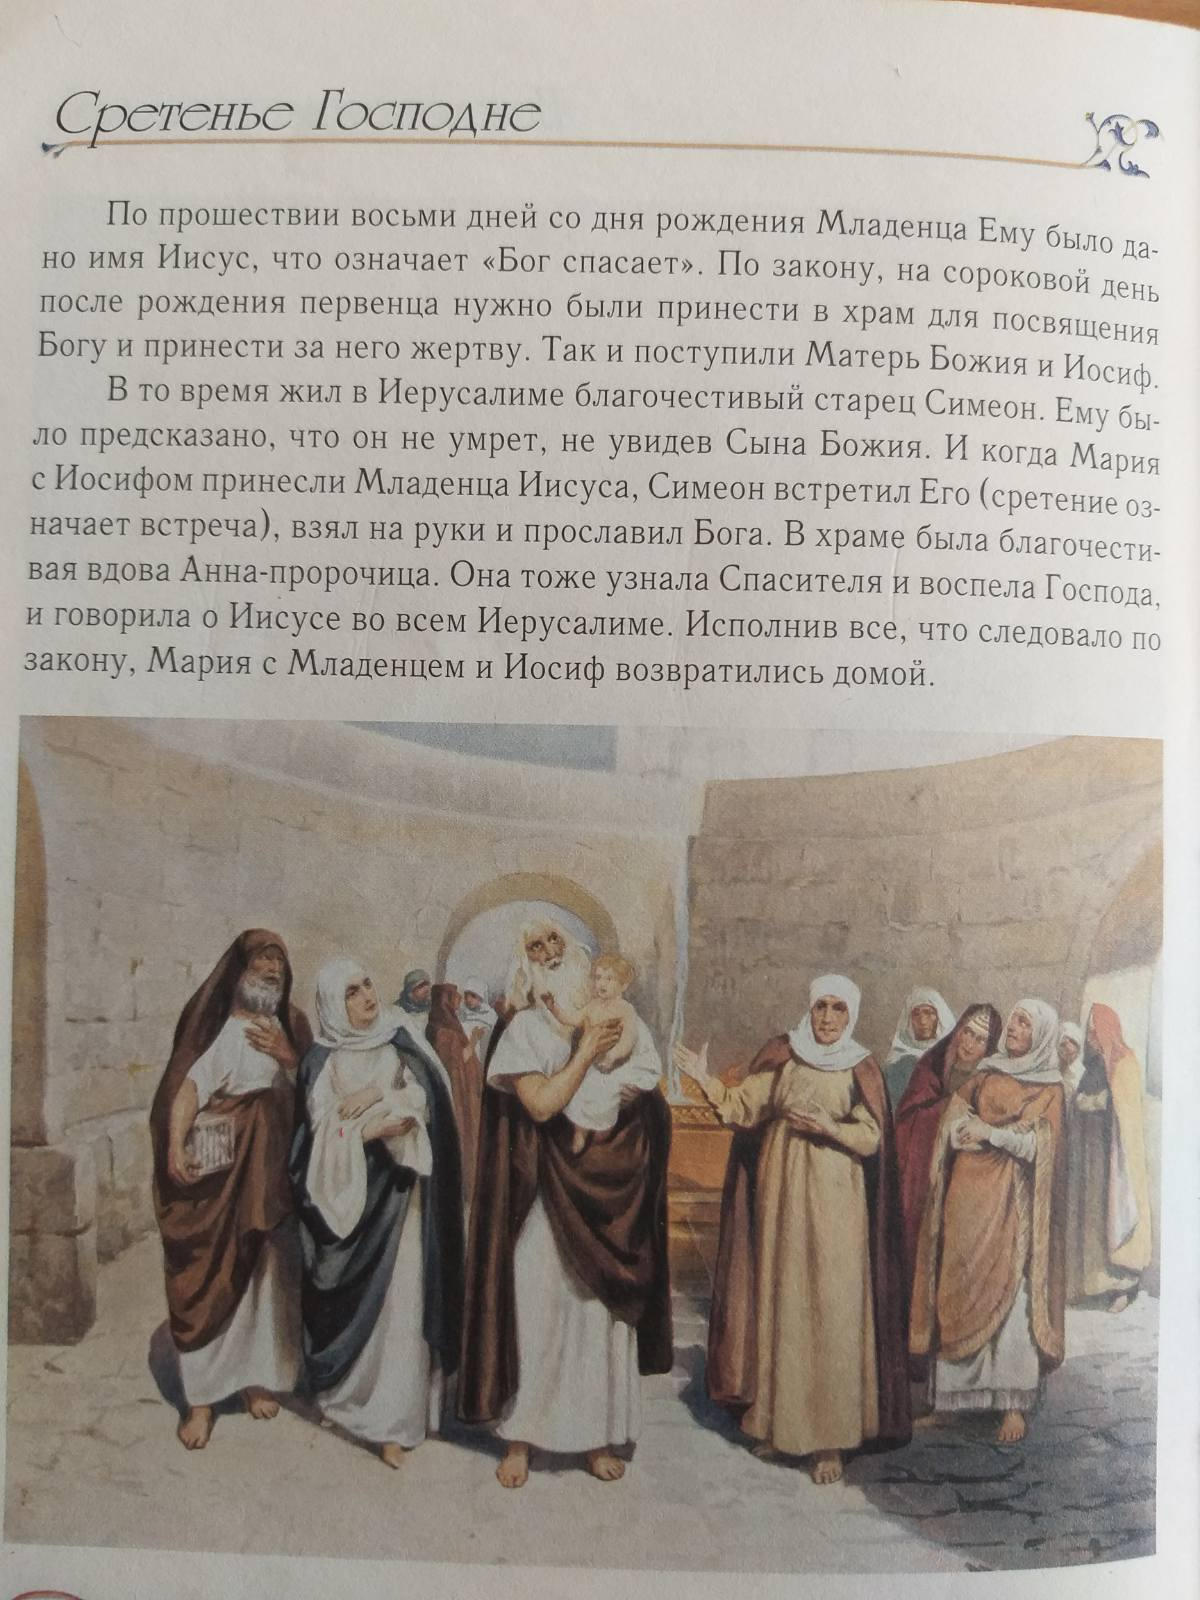 Сретенье Господне
По прошествии восьми дней со дня рождения Младенца Ему было да-
но имя Иисус, что означает «Бог спасает». По закону, на сороковой день
после рождения первенца нужно были принести в храм для посвящения
Богу и принести за него жертву. Так и поступили Матерь Божия и Иосиф.
В то время жил в Иерусалиме благочестивый старец Симеон. Ему бы-
ло предсказано, что он не умрет, не увидев Сына Божия. И когда Мария
с Иосифом принесли Младенца Иисуса, Симеон встретил Его (сретение оз-
начает встреча), взял на руки и прославил Бога. В храме была благочести-
вая вдова Анна-пророчица. Она тоже узнала Спасителя и воспела Господа,
и говорила о Иисусе во всем Иерусалиме. Исполнив все, что следовало по
закону, Мария с Младенцем и Иосиф возвратились домой.